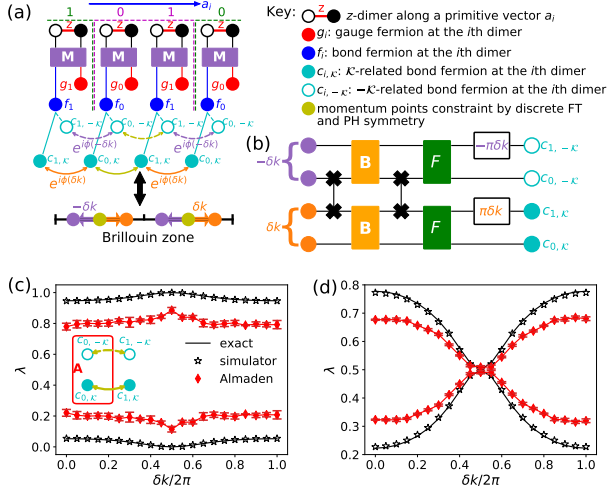 (a)
1 0 1 0 a_i
z z z z
M M M M
g_1 g_0 g_1 g_0
f_1 f_0 f_1 f_0
c_{1,-κ} c_{0,-κ} c_{1,-κ} c_{0,-κ}
e^{iϕ(-δk)} e^{iϕ(-δk)}
c_{1,κ} c_{0,κ} c_{1,κ} c_{0,κ}
e^{iϕ(δk)} e^{iϕ(δk)}
-δk δk
Brillouin zone
Key:
z
z-dimer along a primitive vector a_i
g_i: gauge fermion at the ith dimer
f_i: bond fermion at the ith dimer
c_{i,κ}: κ-related bond fermion at the ith dimer
c_{i,-κ}: -κ-related bond fermion at the ith dimer
momentum points constraint by discrete FT
and PH symmetry
(b)
-δk B F -πδk c_{1,-κ}
c_{0,-κ}
δk B F πδk c_{1,κ}
c_{0,κ}
(c)
λ
1.0
0.8
0.6
0.4
0.2
0.0
c_{0,-κ} c_{1,-κ}
A
c_{0,κ} c_{1,κ}
exact
simulator
Almaden
0.0 0.2 0.4 0.6 0.8 1.0
δk/2π
(d)
λ
0.8
0.7
0.6
0.5
0.4
0.3
0.2
0.0 0.2 0.4 0.6 0.8 1.0
δk/2π